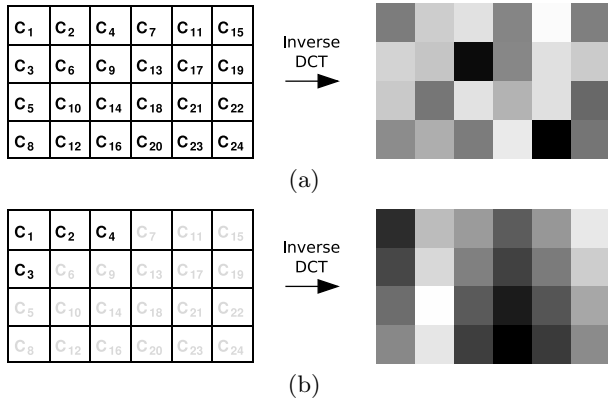 C1 C2 C4 C7 C11 C15
C3 C6 C9 C13 C17 C19
C5 C10 C14 C18 C21 C22
C8 C12 C16 C20 C23 C24
Inverse
DCT
(a)
C1 C2 C4 C7 C11 C15
C3 C6 C9 C13 C17 C19
C5 C10 C14 C18 C21 C22
C8 C12 C16 C20 C23 C24
Inverse
DCT
(b)